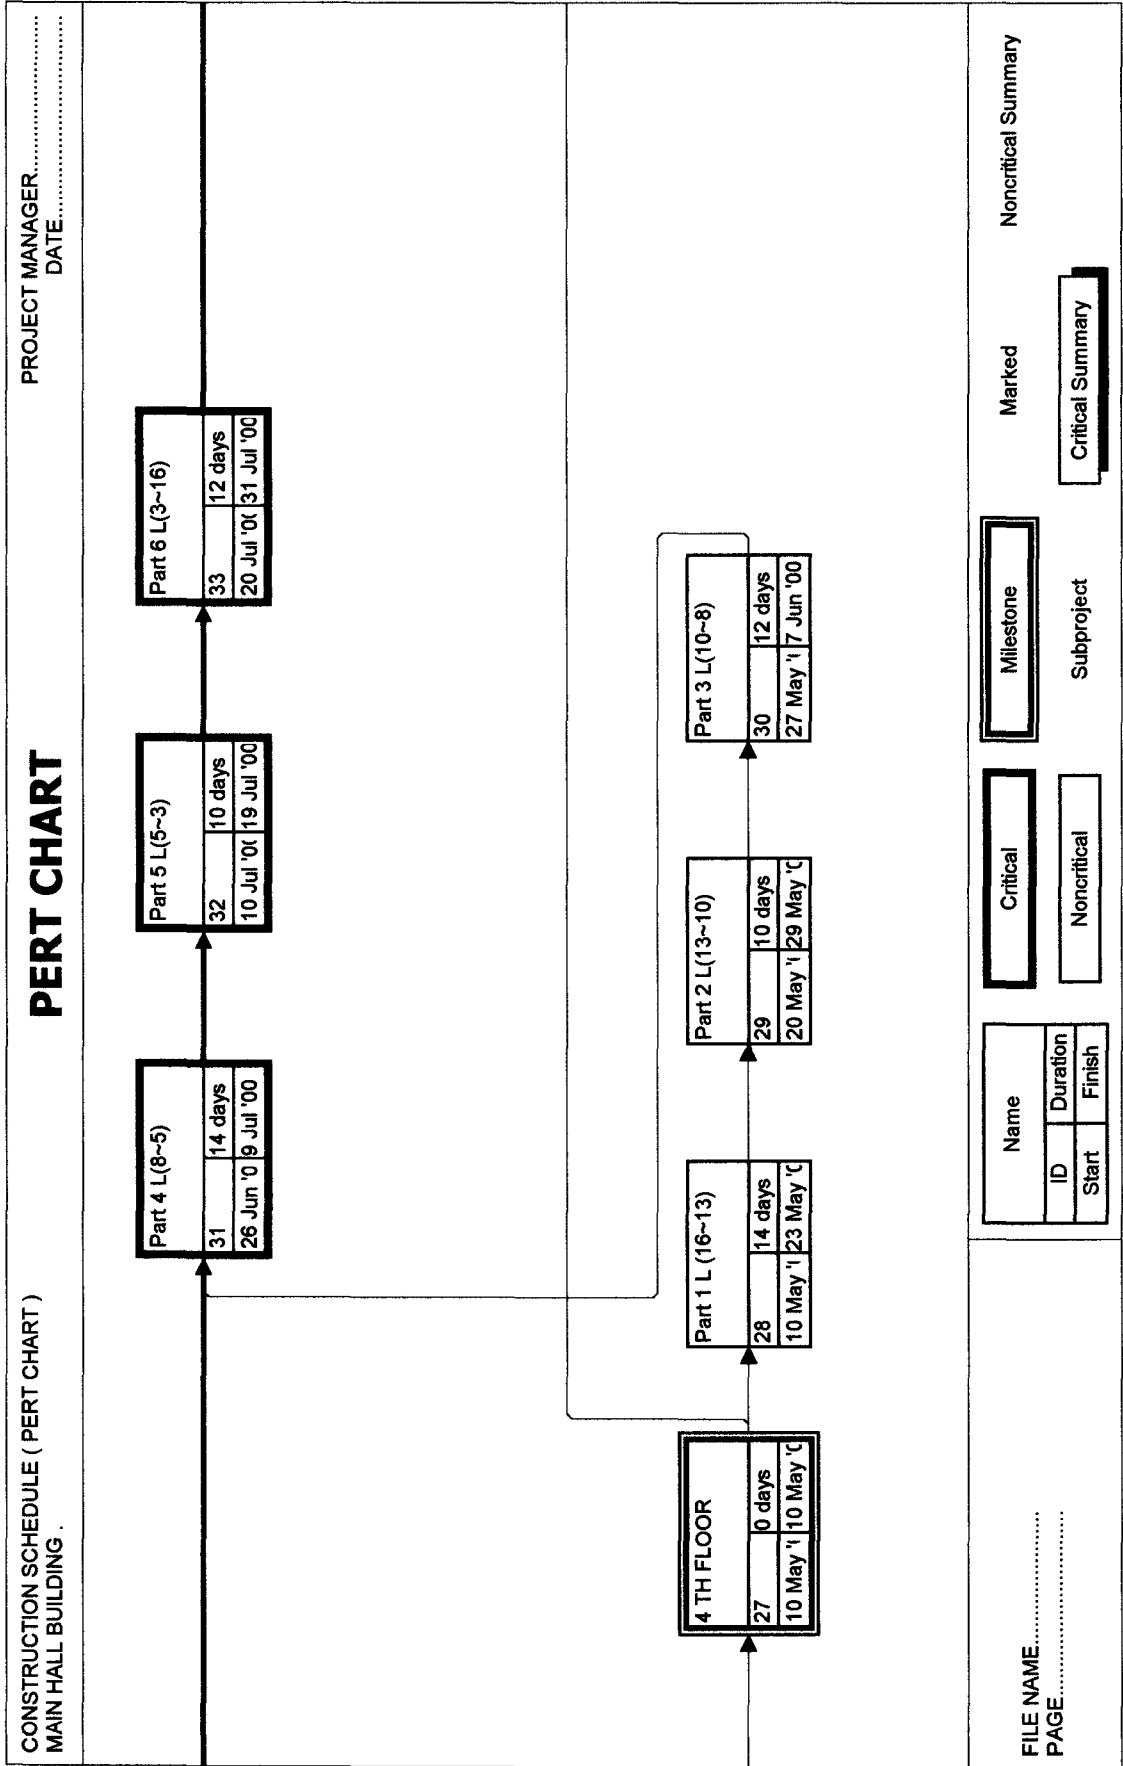 CONSTRUCTION SCHEDULE ( PERT CHART )
MAIN HALL BUILDING .
PERT CHART
PROJECT MANAGER..............................
DATE..............................
Part 4 L(8~5)
31 14 days
26 Jun '0 9 Jul '00
Part 5 L(5~3)
32 10 days
10 Jul '0( 19 Jul '00
Part 6 L(3~16)
33 12 days
20 Jul '0( 31 Jul '00
4 TH FLOOR
27 0 days
10 May '( 10 May '0
Part 1 L (16~13)
28 14 days
10 May '( 23 May '0
Part 2 L(13~10)
29 10 days
20 May '( 29 May '0
Part 3 L(10~8)
30 12 days
27 May '( 7 Jun '00
FILE NAME......................
PAGE..............................
Name
ID Duration
Start Finish
Critical
Noncritical
Milestone
Subproject
Marked
Critical Summary
Noncritical Summary